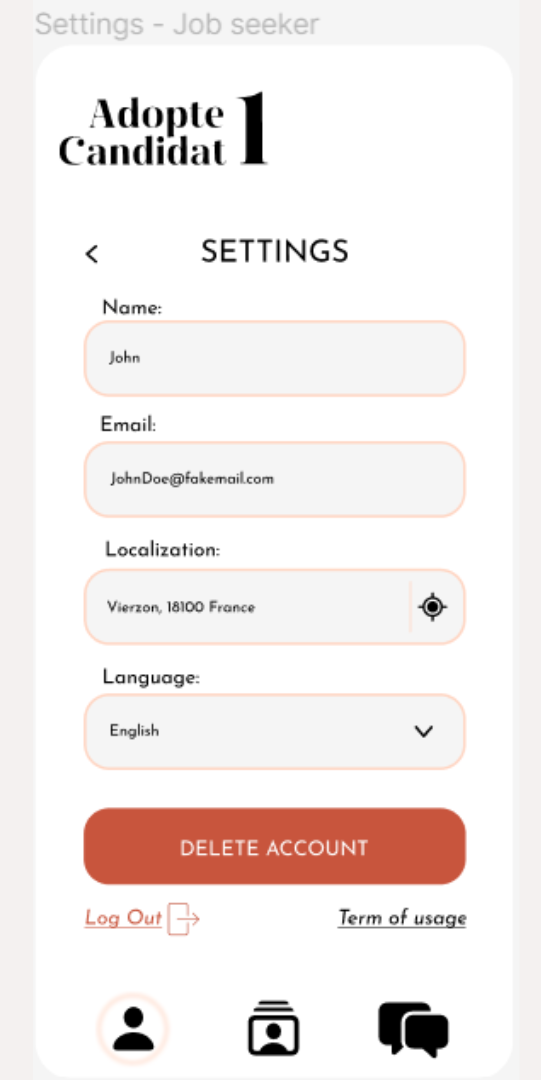 Settings - Job seeker
Adopte 1
Candidat
SETTINGS
Name:
John
Email:
JohnDoe@fakemail.com
Localization:
Vierzon, 18100 France
Language:
English
DELETE ACCOUNT
Log Out
Term of usage